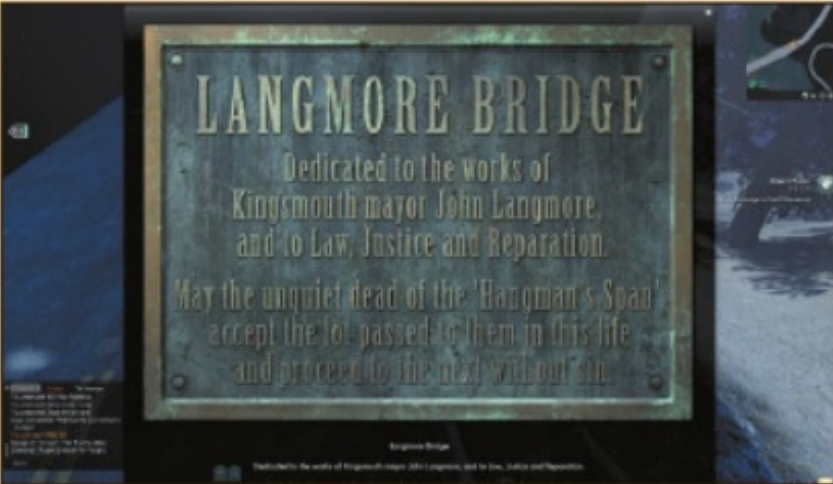 LANGMORE BRIDGE
Dedicated to the works of
Kingsmouth mayor John Langmore,
and to Law, Justice and Reparation.
May the unquiet dead of the 'Hangman's Span'
accept the lot passed to them in this life
and proceed to the next without sin.
Langmore Bridge
Dedicated to the works of Kingsmouth mayor John Langmore, and to Law, Justice and Reparation.